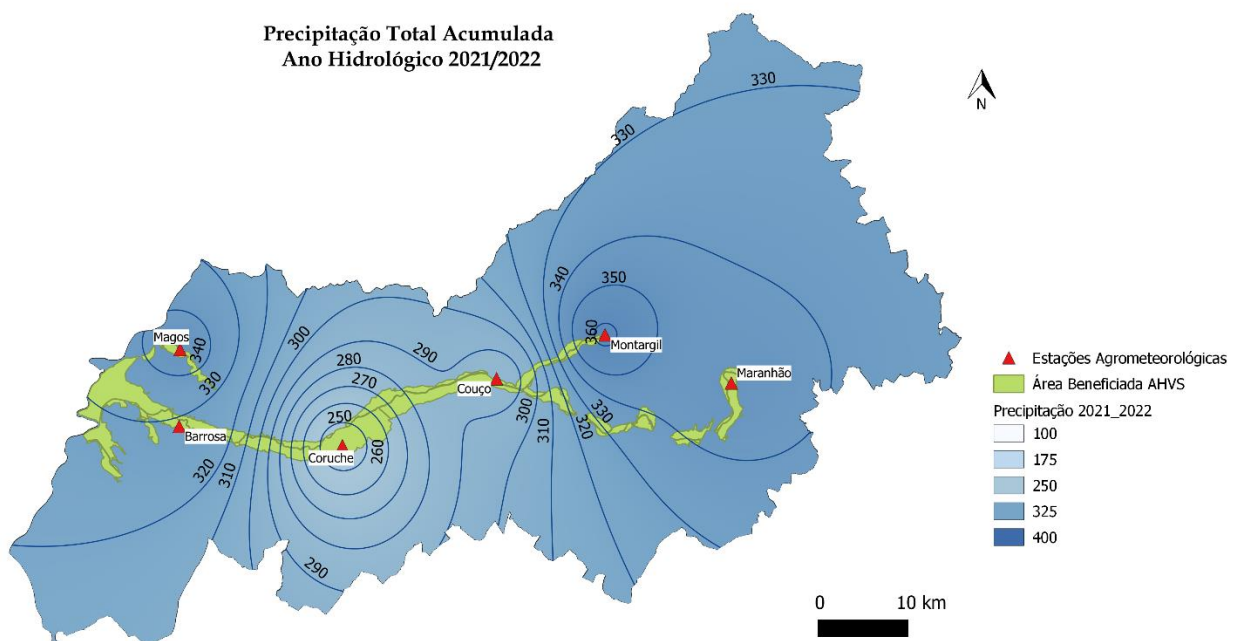 Precipitação Total Acumulada
Ano Hidrológico 2021/2022
330
330
N
340
350
360
Montargil
Magos
340
330
300
290
280
270
Couço
Maranhão
Estações Agrometeorológicas
Área Beneficiada AHVS
Precipitação 2021_2022
100
175
250
325
400
250
260
Coruche
Barrosa
320
310
300
310
320
330
290
0 10 km